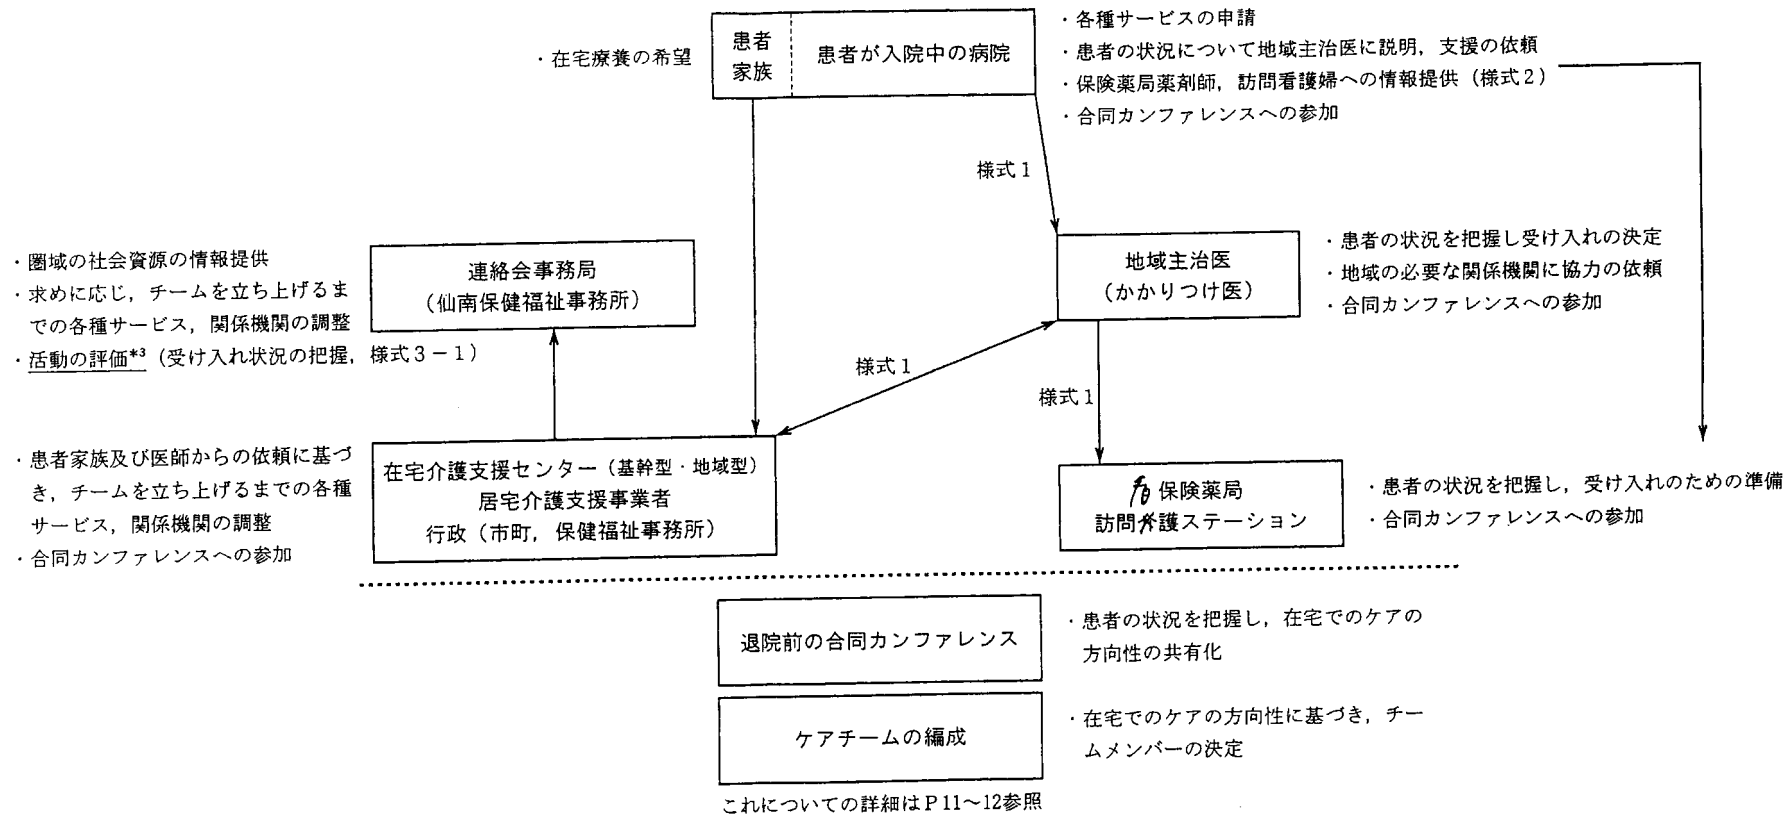 ・在宅療養の希望
患者
家族
患者が入院中の病院
・各種サービスの申請
・患者の状況について地域主治医に説明，支援の依頼
・保険薬局薬剤師，訪問看護婦への情報提供（様式2）
・合同カンファレンスへの参加
様式1
・圏域の社会資源の情報提供
・求めに応じ，チームを立ち上げるま
での各種サービス，関係機関の調整
・活動の評価*3（受け入れ状況の把握，様式3－1）
連絡会事務局
（仙南保健福祉事務所）
地域主治医
（かかりつけ医）
・患者の状況を把握し受け入れの決定
・地域の必要な関係機関に協力の依頼
・合同カンファレンスへの参加
様式1
様式1
・患者家族及び医師からの依頼に基づ
き，チームを立ち上げるまでの各種
サービス，関係機関の調整
・合同カンファレンスへの参加
在宅介護支援センター（基幹型・地域型）
居宅介護支援事業者
行政（市町，保健福祉事務所）
保険薬局
訪問 護ステーション
・患者の状況を把握し，受け入れのための準備
・合同カンファレンスへの参加
退院前の合同カンファレンス
・患者の状況を把握し，在宅でのケアの
方向性の共有化
ケアチームの編成
・在宅でのケアの方向性に基づき，チー
ムメンバーの決定
これについての詳細はP11～12参照